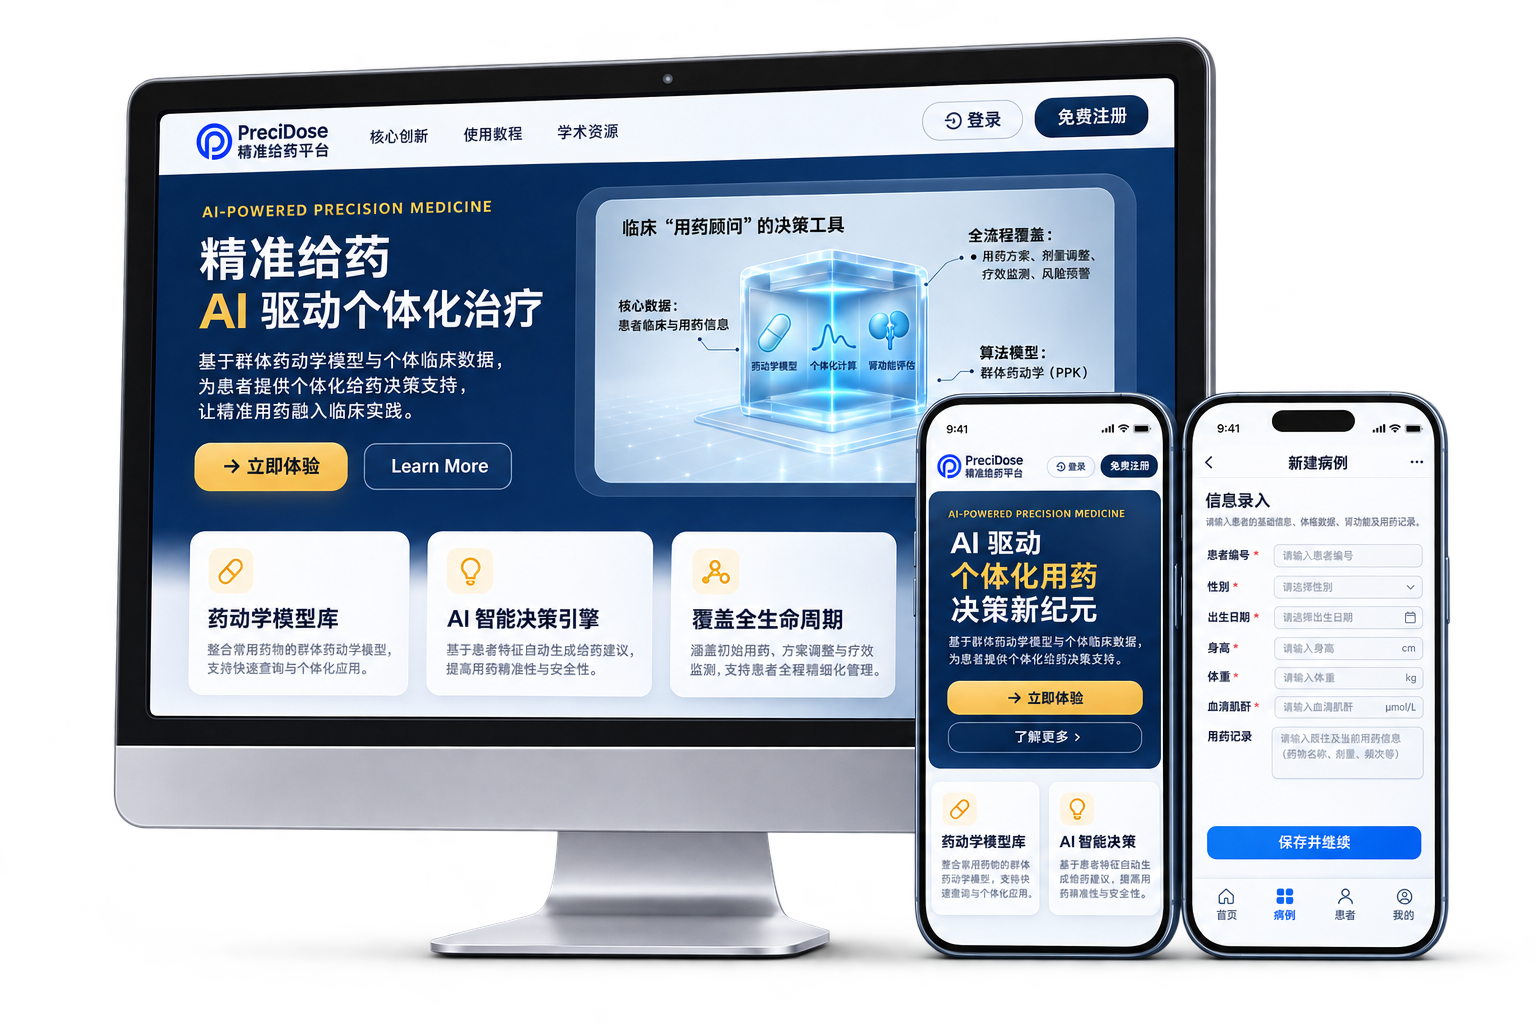 PreciDose
精准给药平台
核心创新
使用教程
学术资源
登录
免费注册
AI-POWERED PRECISION MEDICINE
精准给药
AI 驱动个体化治疗
基于群体药动学模型与个体临床数据，
为患者提供个体化给药决策支持，
让精准用药融入临床实践。
→ 立即体验
Learn More
临床“用药顾问”的决策工具
核心数据：
患者临床与用药信息
药动学模型
个体化计算
肾功能评估
全流程覆盖：
• 用药方案、剂量调整、
疗效监测、风险预警
算法模型：
• 群体药动学（PPK）
药动学模型库
整合常用药物的群体药动学模型，
支持快速查询与个体化应用。
AI 智能决策引擎
基于患者特征自动生成给药建议，
提高用药精准性与安全性。
覆盖全生命周期
涵盖初始用药、方案调整与疗效
监测，支持患者全程精细化管理。
9:41
PreciDose
精准给药平台
登录
免费注册
AI-POWERED PRECISION MEDICINE
AI 驱动
个体化用药
决策新纪元
基于群体药动学模型与个体临床数据，
为患者提供个体化给药决策支持。
→ 立即体验
了解更多 >
药动学模型库
整合常用药物的群体
药动学模型，支持快
速查询与个体化应用。
AI 智能决策
基于患者特征自动生
成给药建议，提高用
药精准性与安全性。
9:41
新建病例
信息录入
请输入患者的基础信息、体格数据、肾功能及用药记录。
患者编号 *
请输入患者编号
性别 *
请选择性别
出生日期 *
请选择出生日期
身高 *
请输入身高
cm
体重 *
请输入体重
kg
血清肌酐 *
请输入血清肌酐
μmol/L
用药记录
请输入既往及当前用药信息
（药物名称、剂量、频次等）
保存并继续
首页
病例
患者
我的